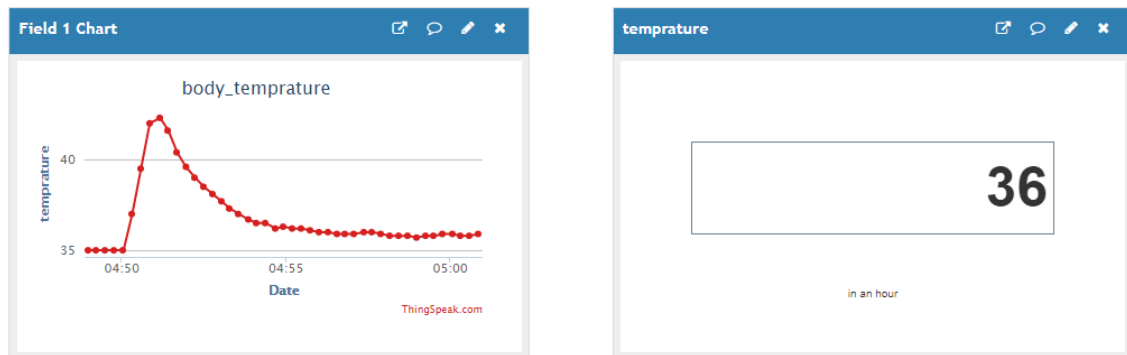 Field 1 Chart
body_temprature
temprature
40
35
04:50
04:55
05:00
Date
ThingSpeak.com
temprature
36
in an hour